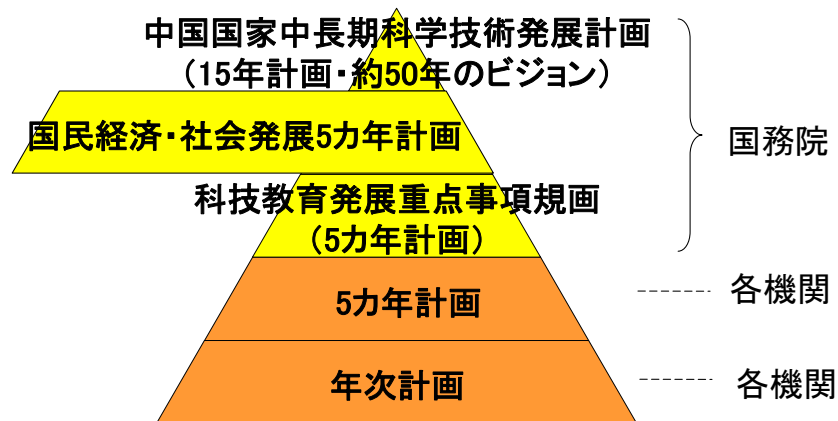 中国国家中長期科学技術発展計画
（15年計画・約50年のビジョン）
国民経済・社会発展5カ年計画
国務院
科技教育発展重点事項規画
（5カ年計画）
5カ年計画
各機関
年次計画
各機関